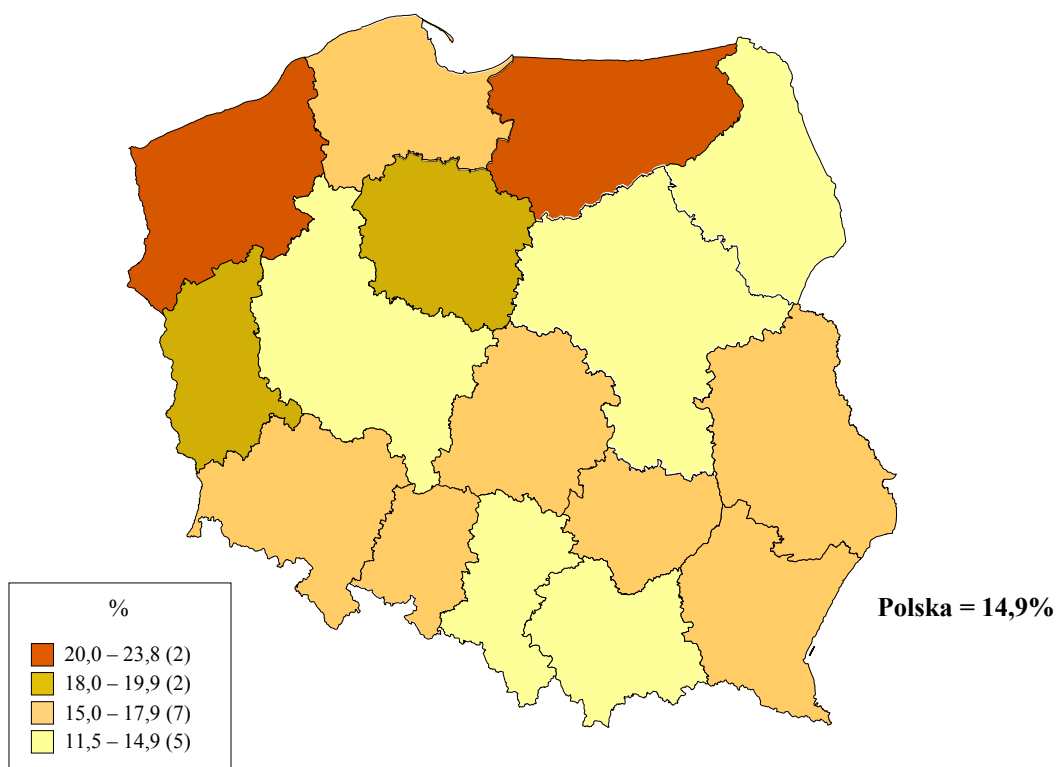 %
20,0 – 23,8 (2)
18,0 – 19,9 (2)
15,0 – 17,9 (7)
11,5 – 14,9 (5)
Polska = 14,9%